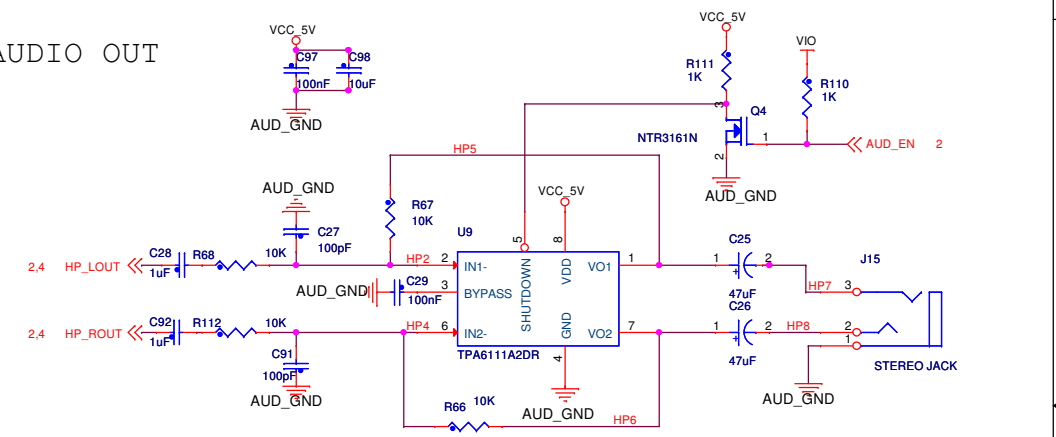 AUDIO OUT
VCC_5V
C97
100nF
C98
10uF
AUD_GND
VCC_5V
R111
1K
VIO
R110
1K
3
Q4
NTR3161N
1
2
AUD_EN 2
AUD_GND
HP5
AUD_GND
C27
100pF
R67
10K
VCC_5V
U9
5
8
C28
1uF
R68
10K
2,4 HP_LOUT
HP2
2
IN1-
SHUTDOWN
VDD
VO1
1
C25
1
2
47uF
HP7
3
J15
AUD_GND
C29
100nF
3
BYPASS
C92
1uF
R112
10K
2,4 HP_ROUT
HP4
6
IN2-
GND
VO2
7
C26
1
2
47uF
HP8
2
1
STEREO JACK
TPA6111A2DR
4
C91
100pF
AUD_GND
R66
10K
HP6
AUD_GND
AUD_GND